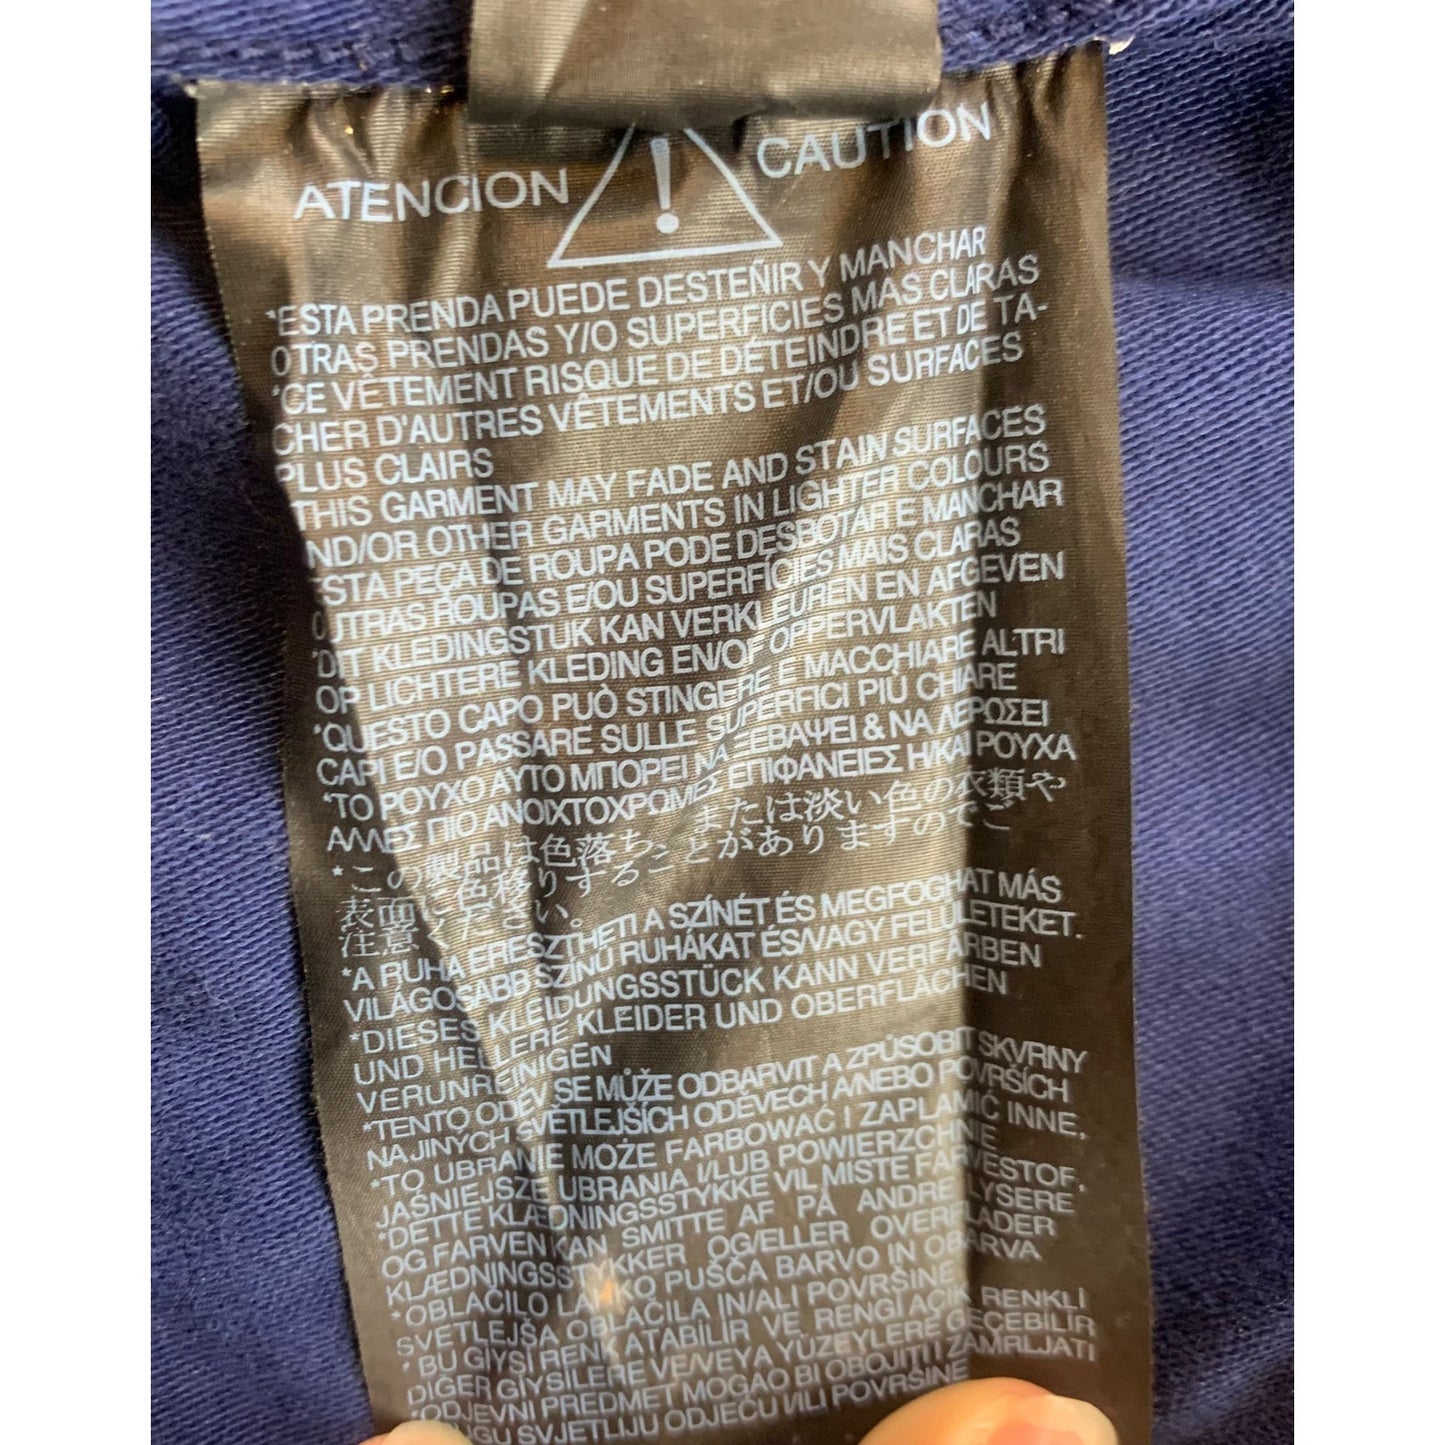 ATENCION ! CAUTION
*ESTA PRENDA PUEDE DESTEÑIR Y MANCHAR
OTRAS PRENDAS Y/O SUPERFICIES MAS CLARAS
*CE VÊTEMENT RISQUE DE DÉTEINDRE ET DE TA-
CHER D'AUTRES VÊTEMENTS ET/OU SURFACES
PLUS CLAIRS
THIS GARMENT MAY FADE AND STAIN SURFACES
ND/OR OTHER GARMENTS IN LIGHTER COLOURS
*ESTA PEÇA DE ROUPA PODE DESBOTAR E MANCHAR
OUTRAS ROUPAS E/OU SUPERFÍCIES MAIS CLARAS
*DIT KLEDINGSTUK KAN VERKLEUREN EN AFGEVEN
OP LICHTERE KLEDING EN/OF OPPERVLAKTEN
*QUESTO CAPO PUÒ STINGERE E MACCHIARE ALTRI
CAPI E/O PASSARE SULLE SUPERFICI PIÙ CHIARE
*ΤΟ ΡΟΥΧΟ ΑΥΤΟ ΜΠΟΡΕΙ ΝΑ ΞΕΒΑΨΕΙ & ΝΑ ΛΕΡΩΣΕΙ
ΑΛΛΕΣ ΠΙΟ ΑΝΟΙΧΤΟΧΡΩΜΕΣ ΕΠΙΦΑΝΕΙΕΣ Η/ΚΑΙ ΡΟΥΧΑ
*この製品は色落ち、または淡い色の衣類や
表面に色移りすることがありますのでご
注意ください。
*A RUHA ERESZTHETI A SZÍNÉT ÉS MEGFOGHAT MÁS
VILÁGOSABB SZÍNŰ RUHÁKAT ÉS/VAGY FELÜLETEKET.
*DIESES KLEIDUNGSSTÜCK KANN VERFÄRBEN
UND HELLERE KLEIDER UND OBERFLÄCHEN
VERUNREINIGEN
*TENTO ODĚV SE MŮŽE ODBARVIT A ZPŮSOBIT SKVRNY
NA JINÝCH SVETLEJŠÍCH ODĚVECH ANEBO POVRŠÍCH
*TO UBRANIE MOŻE FARBOWAĆ I ZAPLAMIĆ INNE,
JAŚNIEJSZE UBRANIA I/LUB POWIERZCHNIE
*DETTE KLÆDNINGSSTYKKE VIL MISTE FARVESTOF,
OG FARVEN KAN SMITTE AF PÅ ANDRE LYSERE
KLÆDNINGSSTYKKER OG/ELLER OVERFLADER
*OBLAČILO LAHKO PUŠČA BARVO IN OBARVA
SVETLEJŠA OBLAČILA IN/ALI POVRŠINE
*BU GİYSİ RENK ATABİLİR VE RENGİ AÇIK RENKLİ
DİĞER GİYSİLERE VE/VEYA YÜZEYLERE GEÇEBİLİR
ODJEVNI PREDMET MOGAO BI OBOJITI I ZAMRLJATI
UGU SVJETLIJU ODJEĆU I/ILI POVRŠINE